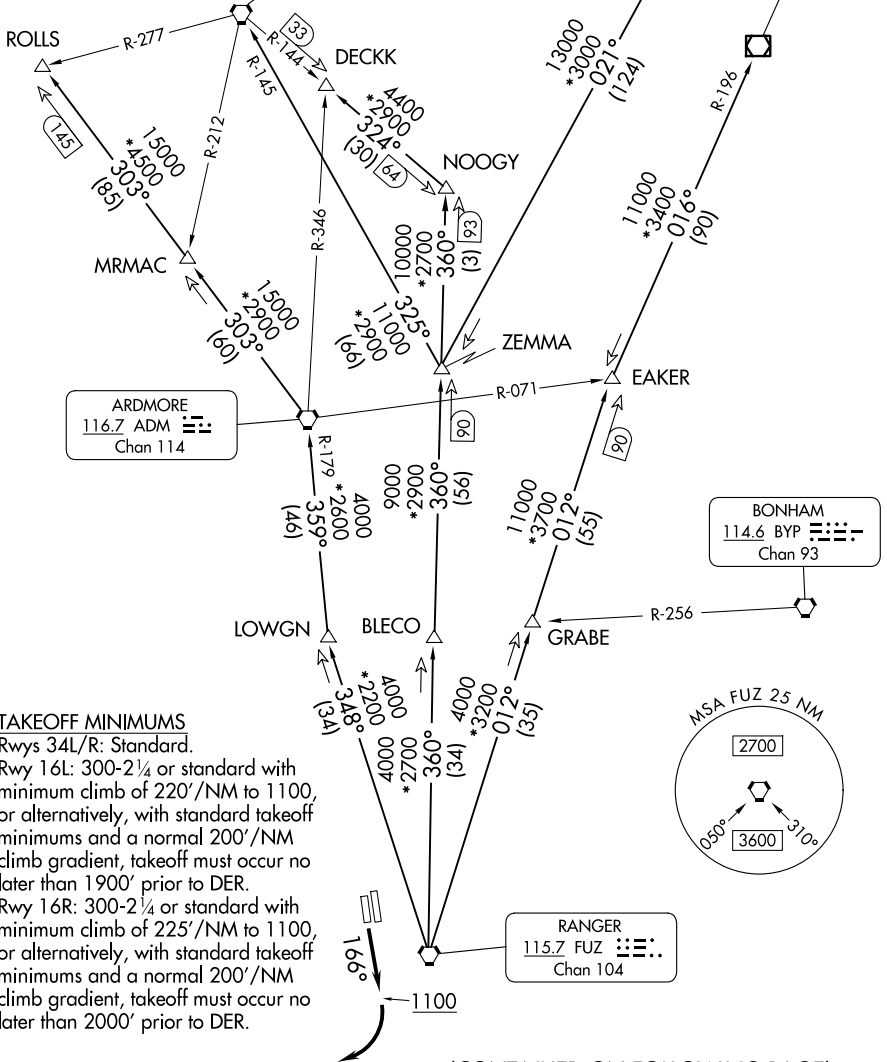 ROLLS
R-277
33
R-144
DECKK
R-145
13000
*3000
021°
(124)
R-196
145
15000
*4500
303°
(85)
R-212
4400
*2900
324°
(30)
64
NOOGY
R-346
93
10000
*2700
360°
(3)
11000
*3400
016°
(90)
MRMAC
15000
*2900
303°
(60)
325°
11000
*2900
(66)
ZEMMA
EAKER
R-071
ARDMORE
116.7 ADM
Chan 114
90
90
R-179
4000
*2600
359°
(46)
9000
*2900
360°
(56)
11000
*3700
012°
(55)
BONHAM
114.6 BYP
Chan 93
R-256
LOWGN
BLECO
GRABE
4000
*2200
348°
(34)
4000
*2700
360°
(34)
4000
*3200
012°
(35)
MSA FUZ 25 NM
2700
050°
310°
3600
TAKEOFF MINIMUMS
Rwys 34L/R: Standard.
Rwy 16L: 300-2¼ or standard with
minimum climb of 220'/NM to 1100,
or alternatively, with standard takeoff
minimums and a normal 200'/NM
climb gradient, takeoff must occur no
later than 1900' prior to DER.
Rwy 16R: 300-2¼ or standard with
minimum climb of 225'/NM to 1100,
or alternatively, with standard takeoff
minimums and a normal 200'/NM
climb gradient, takeoff must occur no
later than 2000' prior to DER.
166°
1100
RANGER
115.7 FUZ
Chan 104